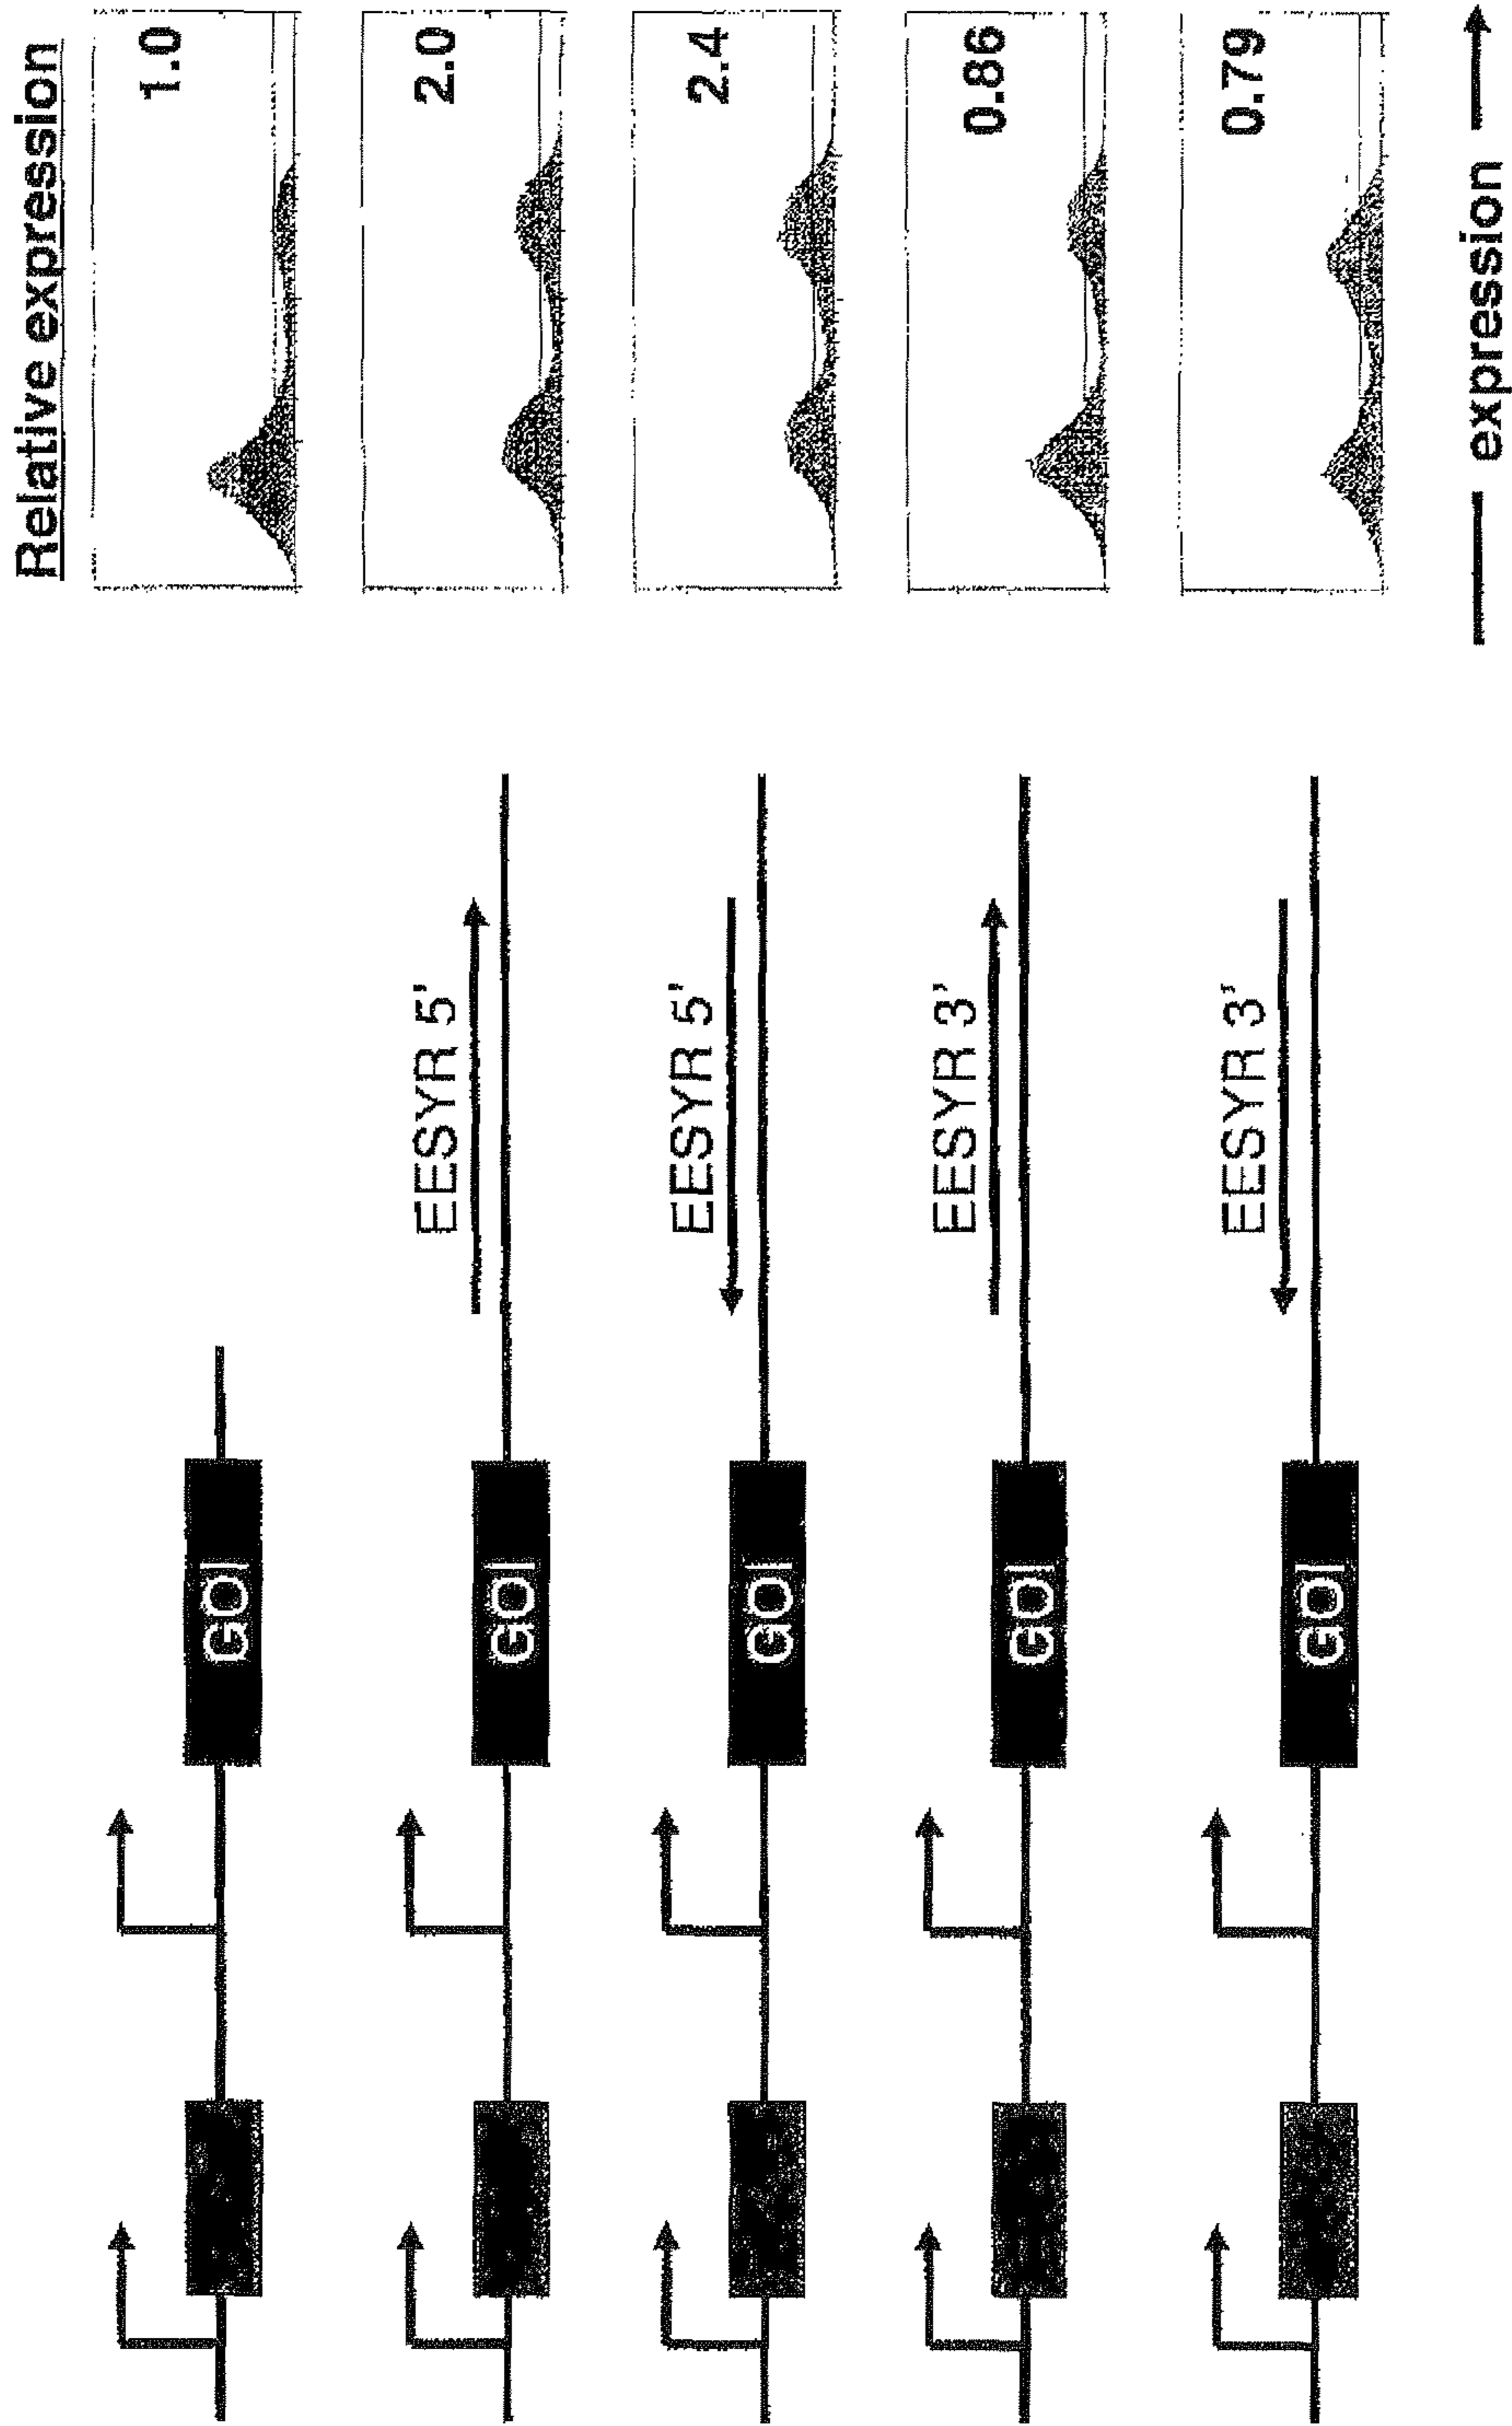 Relative expression
GOI
1.0
EESYR 5'
GOI
2.0
EESYR 5'
GOI
2.4
EESYR 3'
GOI
0.86
EESYR 3'
GOI
0.79
expression